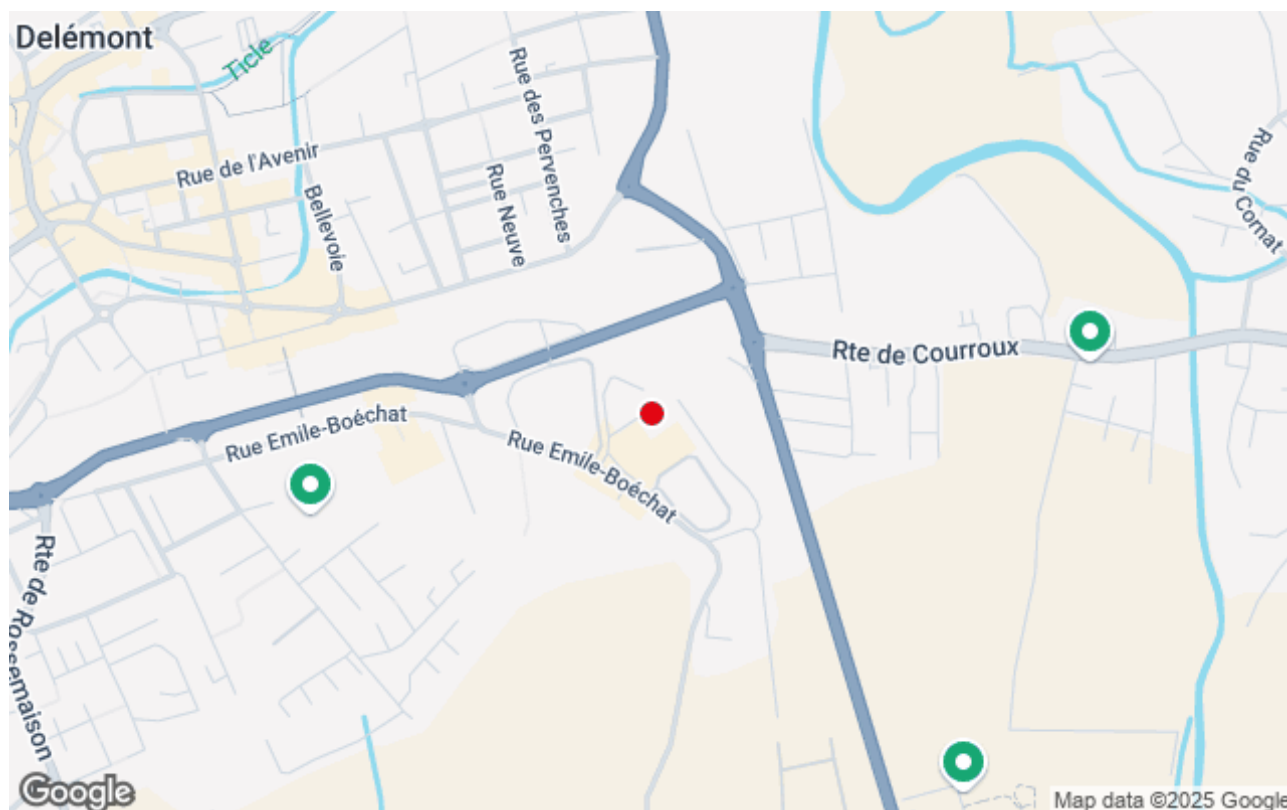 Delémont
Ticle
Rue des Pervenches
Rue de l'Avenir
Rue Neuve
Bellevoie
Rue du Cornat
Rte de Courroux
Rue Emile-Boéchat
Rue Emile-Boéchat
Rte de Rossemaison
Google
Map data ©2025 Google